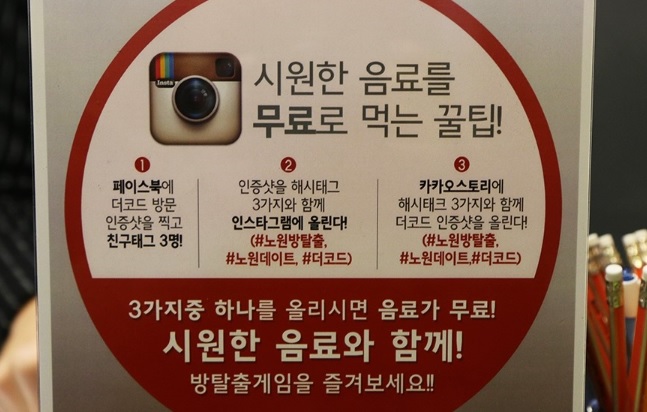 Insta
시원한 음료를
무료로 먹는 꿀팁!
1
페이스북에
더코드 방문
인증샷을 찍고
친구태그 3명!
2
인증샷을 해시태그
3가지와 함께
인스타그램에 올린다!
(#노원방탈출,
#노원데이트, #더코드)
3
카카오스토리에
해시태크 3가지와 함께
더코드 인증샷을 올린다!
(#노원방탈출,
#노원데이트,#더코드)
3가지중 하나를 올리시면 음료가 무료!
시원한 음료와 함께!
방탈출게임을 즐겨보세요!!